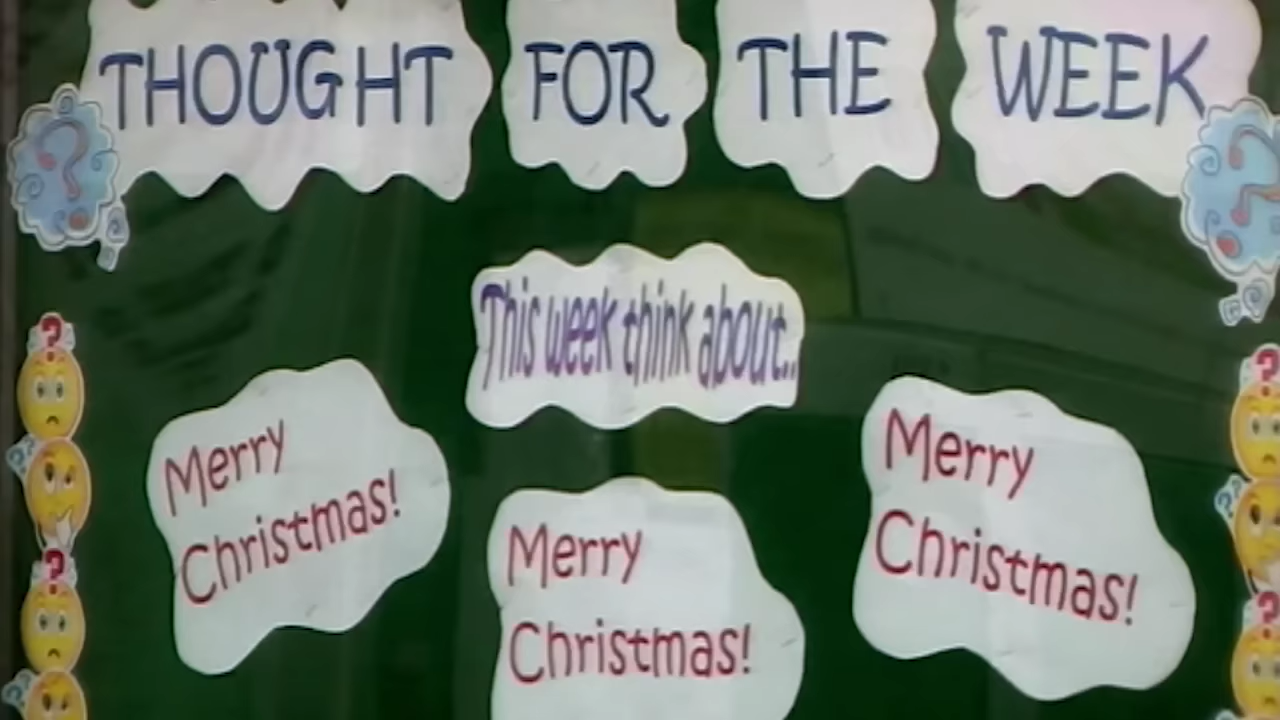 THOUGHT FOR THE WEEK
This week think about..
Merry
Christmas!
Merry
Christmas!
Merry
Christmas!